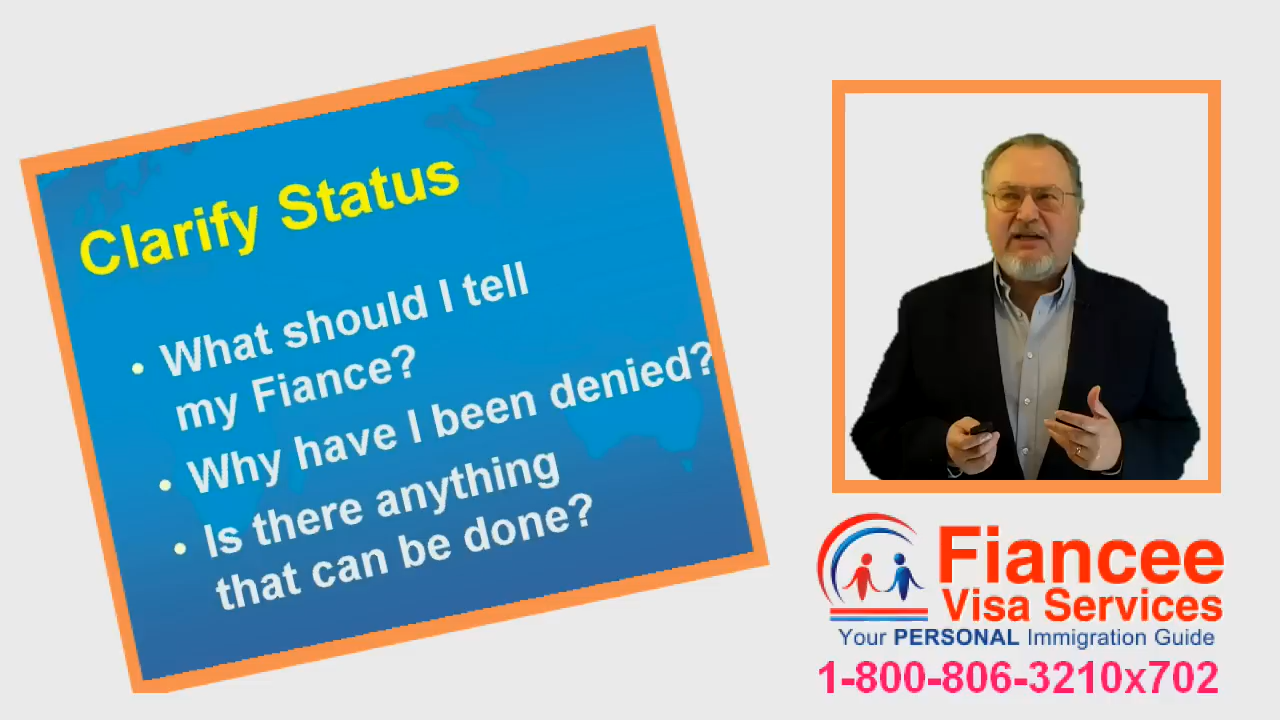 Clarify Status
• What should I tell
my Fiance?
• Why have I been denied?
• Is there anything
that can be done?
Fiancee
Visa Services
Your PERSONAL Immigration Guide
1-800-806-3210x702